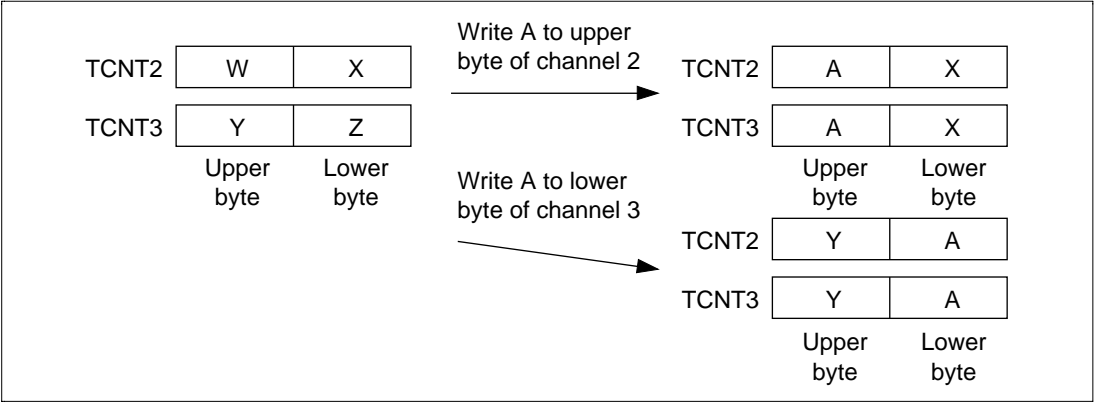 Write A to upper
byte of channel 2
TCNT2 W X
TCNT3 Y Z
Upper byte
Lower byte
TCNT2 A X
TCNT3 A X
Upper byte
Lower byte
Write A to lower
byte of channel 3
TCNT2 Y A
TCNT3 Y A
Upper byte
Lower byte